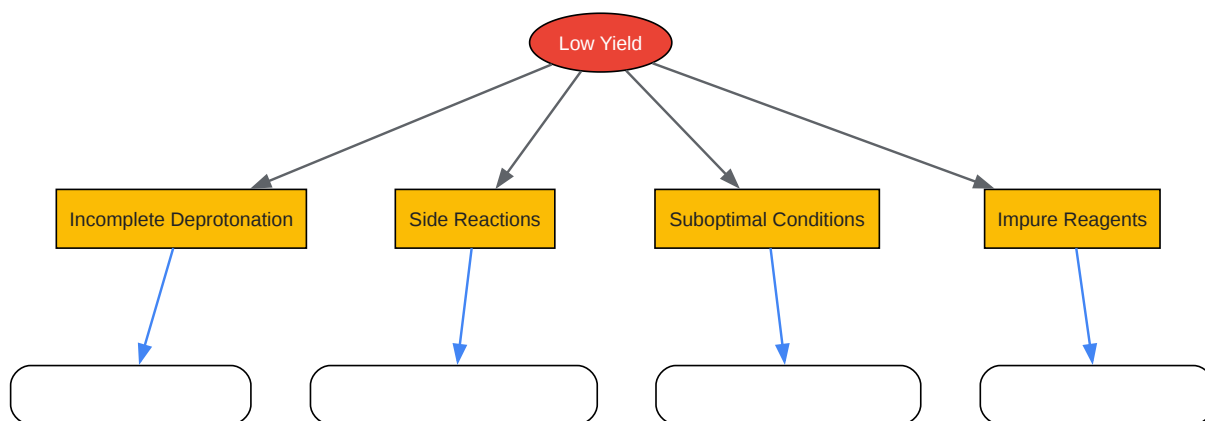 Low Yield
Incomplete Deprotonation
Side Reactions
Suboptimal Conditions
Impure Reagents